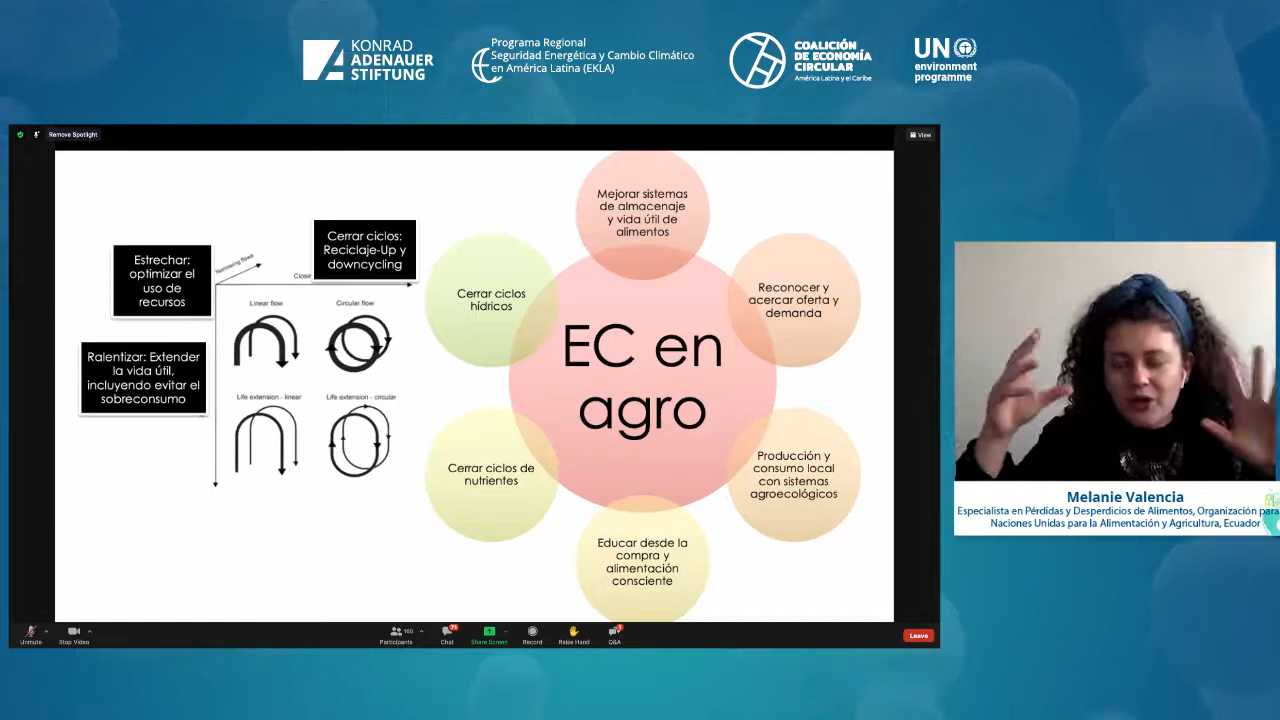 KONRAD
ADENAUER
STIFTUNG
Programa Regional
Seguridad Energética y Cambio Climático
en América Latina (EKLA)
COALICIÓN
DE ECONOMÍA
CIRCULAR
América Latina y el Caribe
UN
environment
programme
Remove Spotlight
View
Estrechar:
optimizar el
uso de
recursos
Narrowing flows
Cerrar ciclos:
Reciclaje-Up y
downcycling
Linear flow
Circular flow
Ralentizar: Extender
la vida útil,
incluyendo evitar el
sobreconsumo
Life extension - linear
Life extension - circular
EC en
agro
Mejorar sistemas
de almacenaje
y vida útil de
alimentos
Reconocer y
acercar oferta y
demanda
Producción y
consumo local
con sistemas
agroecológicos
Educar desde la
compra y
alimentación
consciente
Cerrar ciclos de
nutrientes
Cerrar ciclos
hídricos
Melanie Valencia
Especialista en Pérdidas y Desperdicios de Alimentos, Organización para
Naciones Unidas para la Alimentación y Agricultura, Ecuador
Unmute
Stop Video
Participants
160
Chat
71
Share Screen
Record
Raise Hand
Q&A
Leave